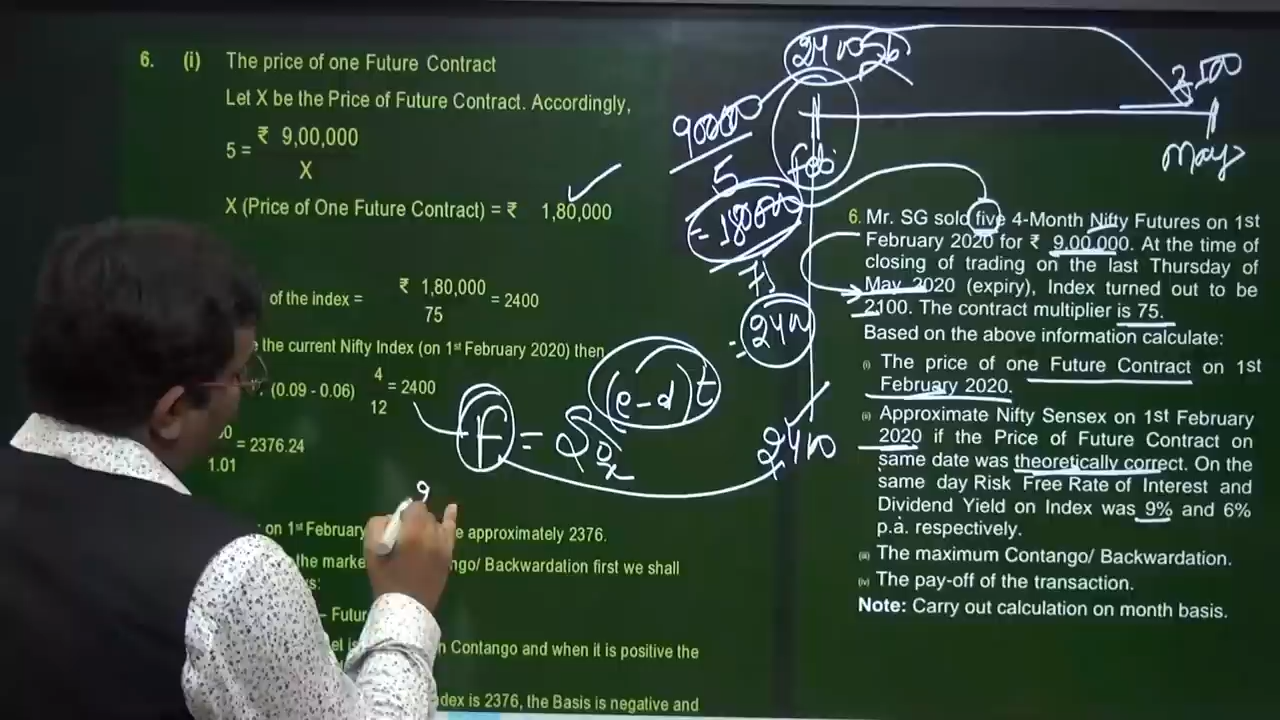 6. (i) The price of one Future Contract
Let X be the Price of Future Contract. Accordingly,
5 = ₹ 9,00,000
X
X (Price of One Future Contract) = ₹ 1,80,000
of the index = ₹ 1,80,000 = 2400
75
the current Nifty Index (on 1st February 2020) then
(0.09 - 0.06) 4 = 2400
12
= 2376.24
1.01
on 1st February
e approximately 2376.
the marke
ngo/ Backwardation first we shall
– Futur
n Contango and when it is positive the
dex is 2376, the Basis is negative and
900000
5
= 180000
75
= 2400
Feb
May
2100
2400
F = S
(r-d)t
9
6. Mr. SG sold five 4-Month Nifty Futures on 1st
February 2020 for ₹ 9,00,000. At the time of
closing of trading on the last Thursday of
May 2020 (expiry), Index turned out to be
2100. The contract multiplier is 75.
Based on the above information calculate:
(i) The price of one Future Contract on 1st
February 2020.
(ii) Approximate Nifty Sensex on 1st February
2020 if the Price of Future Contract on
same date was theoretically correct. On the
same day Risk Free Rate of Interest and
Dividend Yield on Index was 9% and 6%
p.a. respectively.
(iii) The maximum Contango/ Backwardation.
(iv) The pay-off of the transaction.
Note: Carry out calculation on month basis.